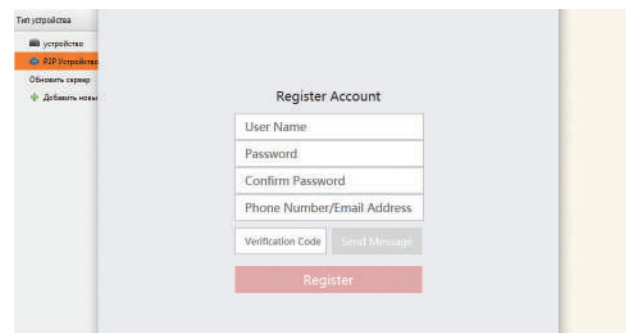 Тип устройства
устройство
P2P Устройство
Обновить сервер
Добавить новы
Register Account
User Name
Password
Confirm Password
Phone Number/Email Address
Verification Code Send Message
Register